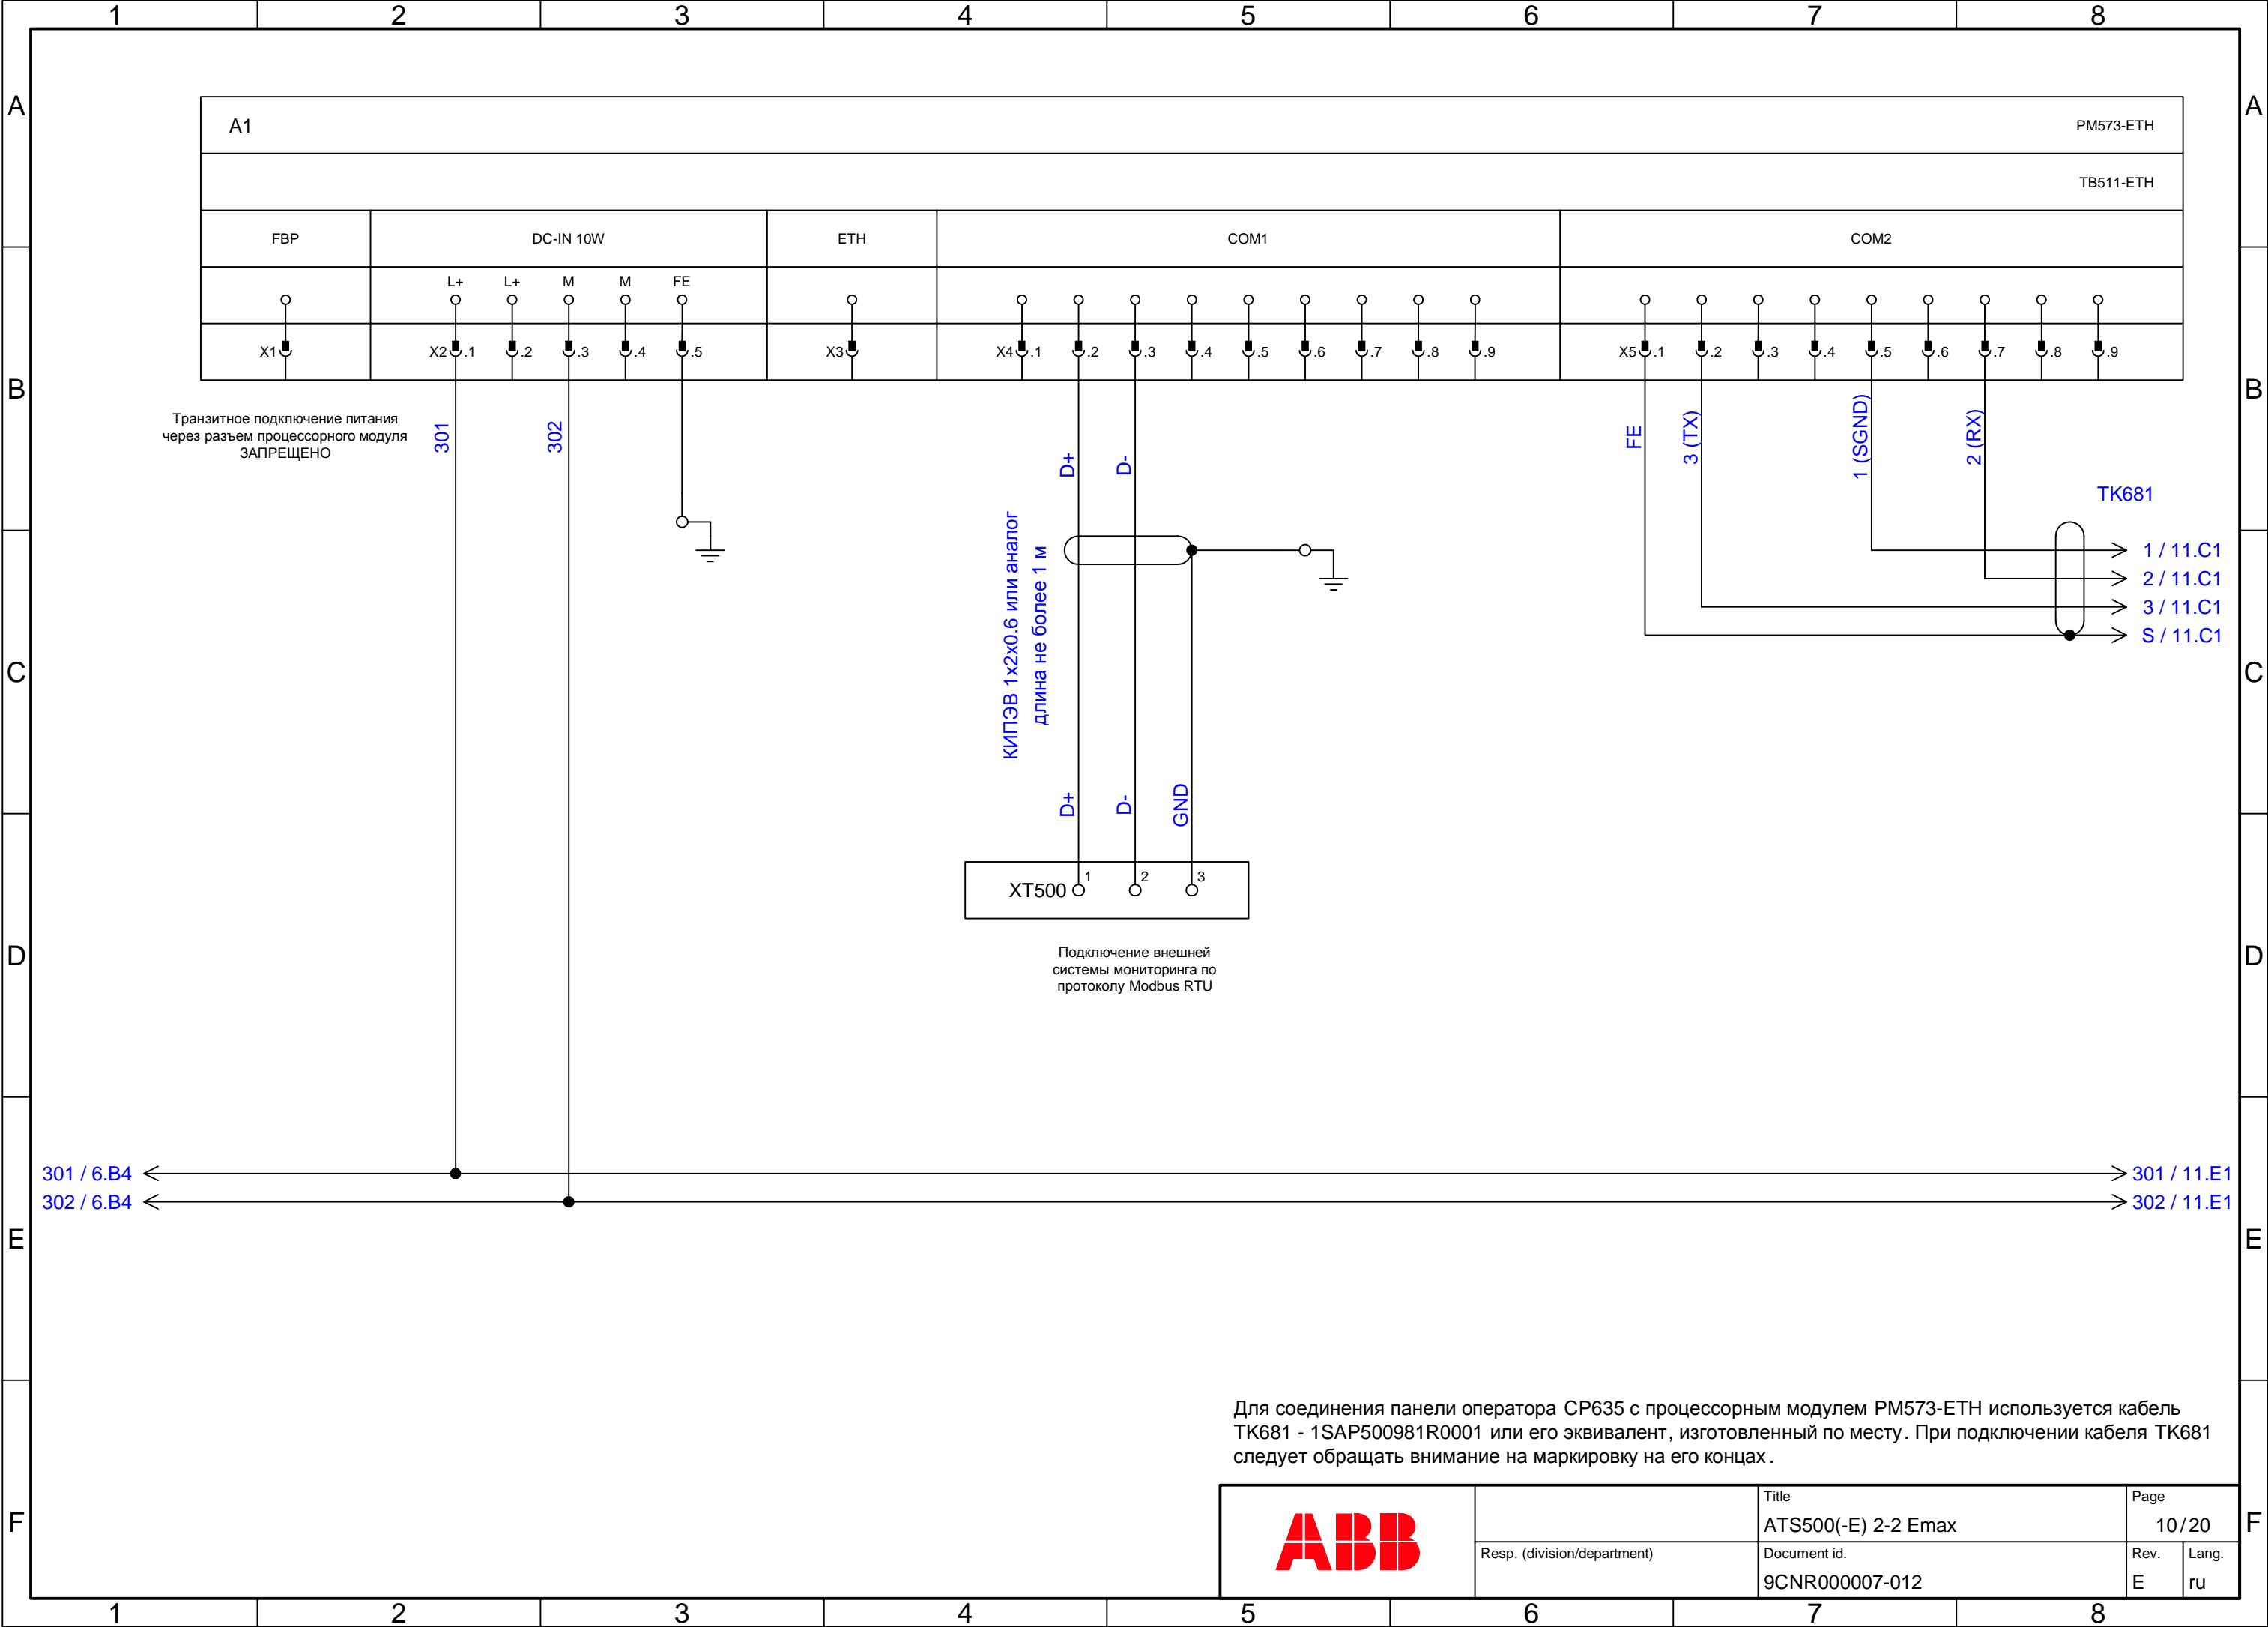 1 2 3 4 5 6 7 8
A A
A1 PM573-ETH
TB511-ETH
FBP DC-IN 10W ETH COM1 COM2
L+ L+ M M FE
X1 X2 .1 .2 .3 .4 .5 X3 X4 .1 .2 .3 .4 .5 .6 .7 .8 .9 X5 .1 .2 .3 .4 .5 .6 .7 .8 .9
B B
Транзитное подключение питания
через разъем процессорного модуля
ЗАПРЕЩЕНО
301
302
D+
D-
FE
3 (TX)
1 (SGND)
2 (RX)
TK681
КИПЭВ 1x2x0.6 или аналог
длина не более 1 м
1 / 11.C1
2 / 11.C1
3 / 11.C1
S / 11.C1
C C
D+
D-
GND
XT500 1 2 3
Подключение внешней
системы мониторинга по
протоколу Modbus RTU
D D
301 / 6.B4 301 / 11.E1
302 / 6.B4 302 / 11.E1
E E
Для соединения панели оператора CP635 с процессорным модулем PM573-ETH используется кабель
TK681 - 1SAP500981R0001 или его эквивалент, изготовленный по месту. При подключении кабеля TK681
следует обращать внимание на маркировку на его концах.
F F
ABB
Title
ATS500(-E) 2-2 Emax
Page
10/20
Resp. (division/department)
Document id.
9CNR000007-012
Rev.
E
Lang.
ru
1 2 3 4 5 6 7 8